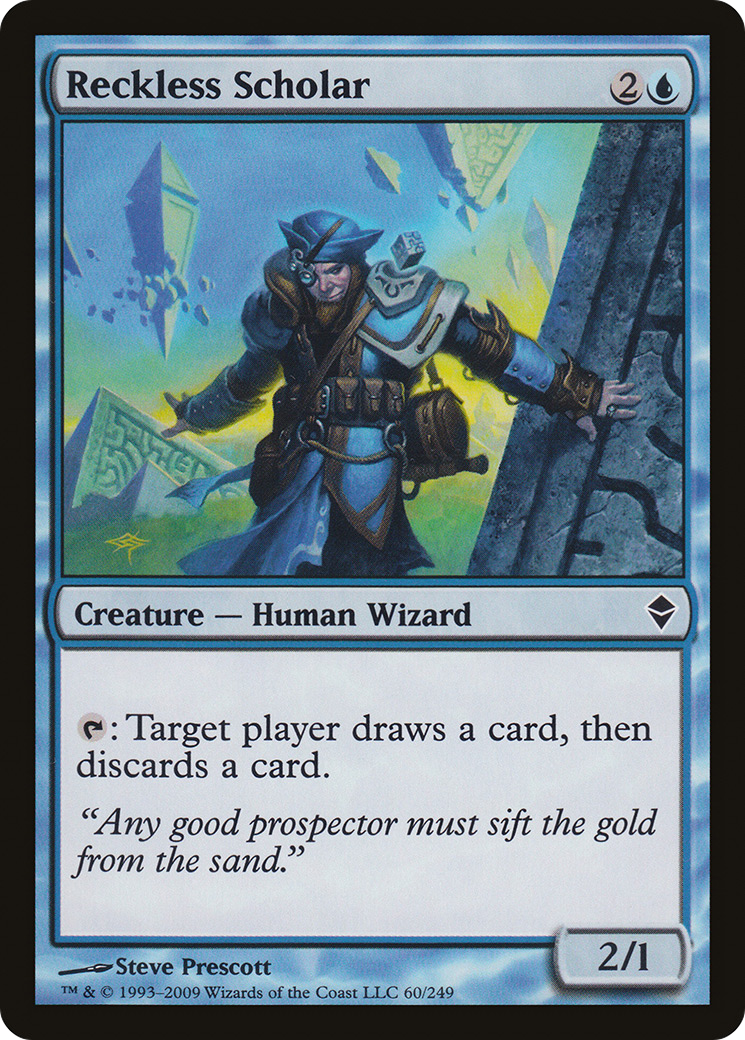 Reckless Scholar 2
Creature — Human Wizard
: Target player draws a card, then
discards a card.
“Any good prospector must sift the gold
from the sand.”
2/1
Steve Prescott
™ & © 1993–2009 Wizards of the Coast LLC 60/249